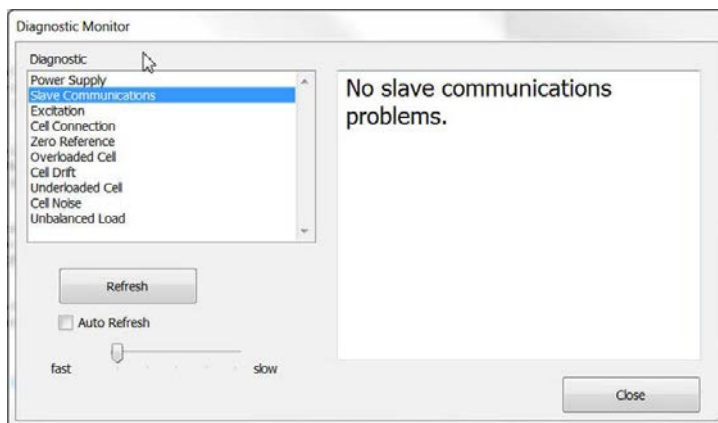 Diagnostic Monitor
Diagnostic
Power Supply
Slave Communications
Excitation
Cell Connection
Zero Reference
Overloaded Cell
Cell Drift
Underloaded Cell
Cell Noise
Unbalanced Load
No slave communications
problems.
Refresh
Auto Refresh
fast slow
Close